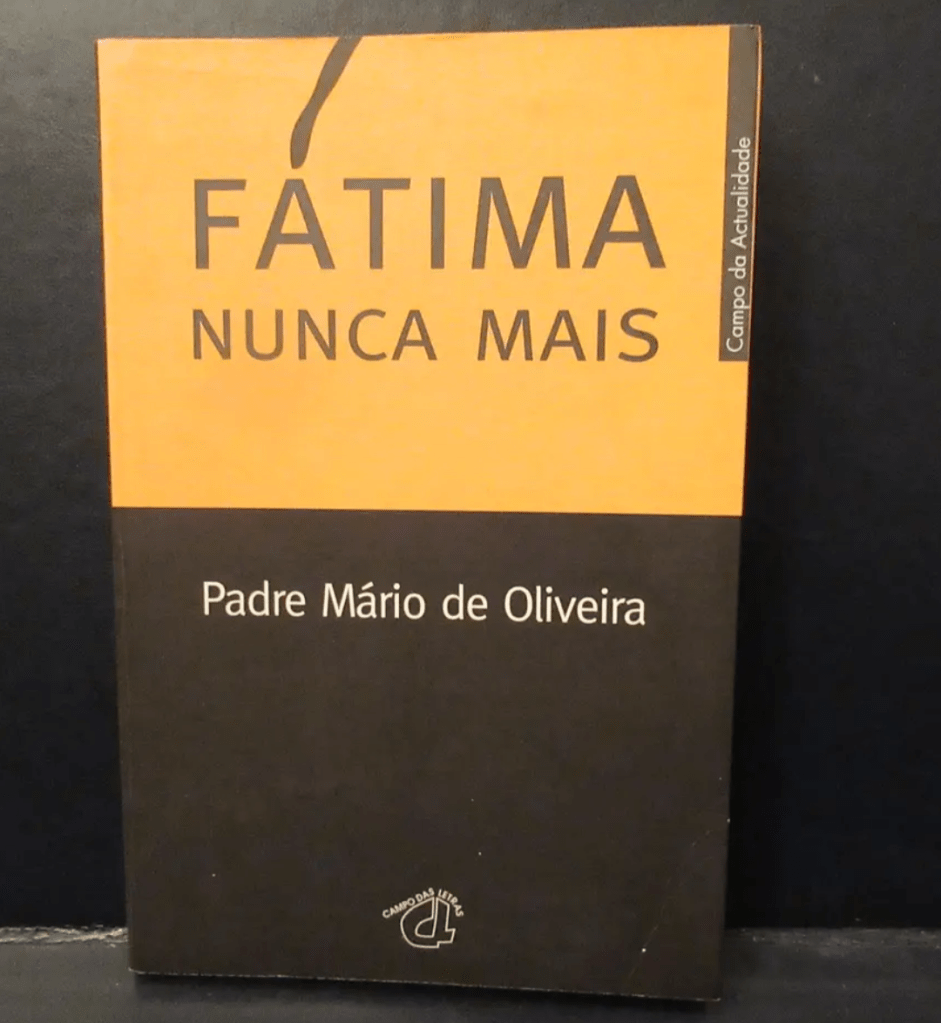 FÁTIMA
NUNCA MAIS
Campo da Actualidade
Padre Mário de Oliveira
CAMPO DAS LETRAS